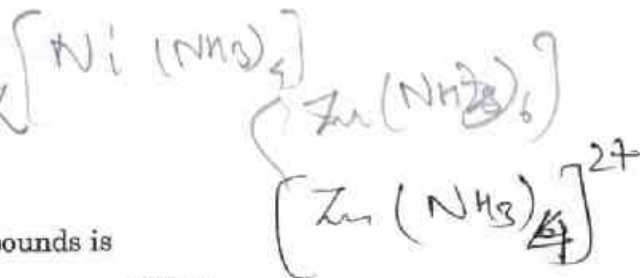 [Ni (NH3)4]
[Zn (NH3)6]
[Zn (NH3)4]2+
ounds is